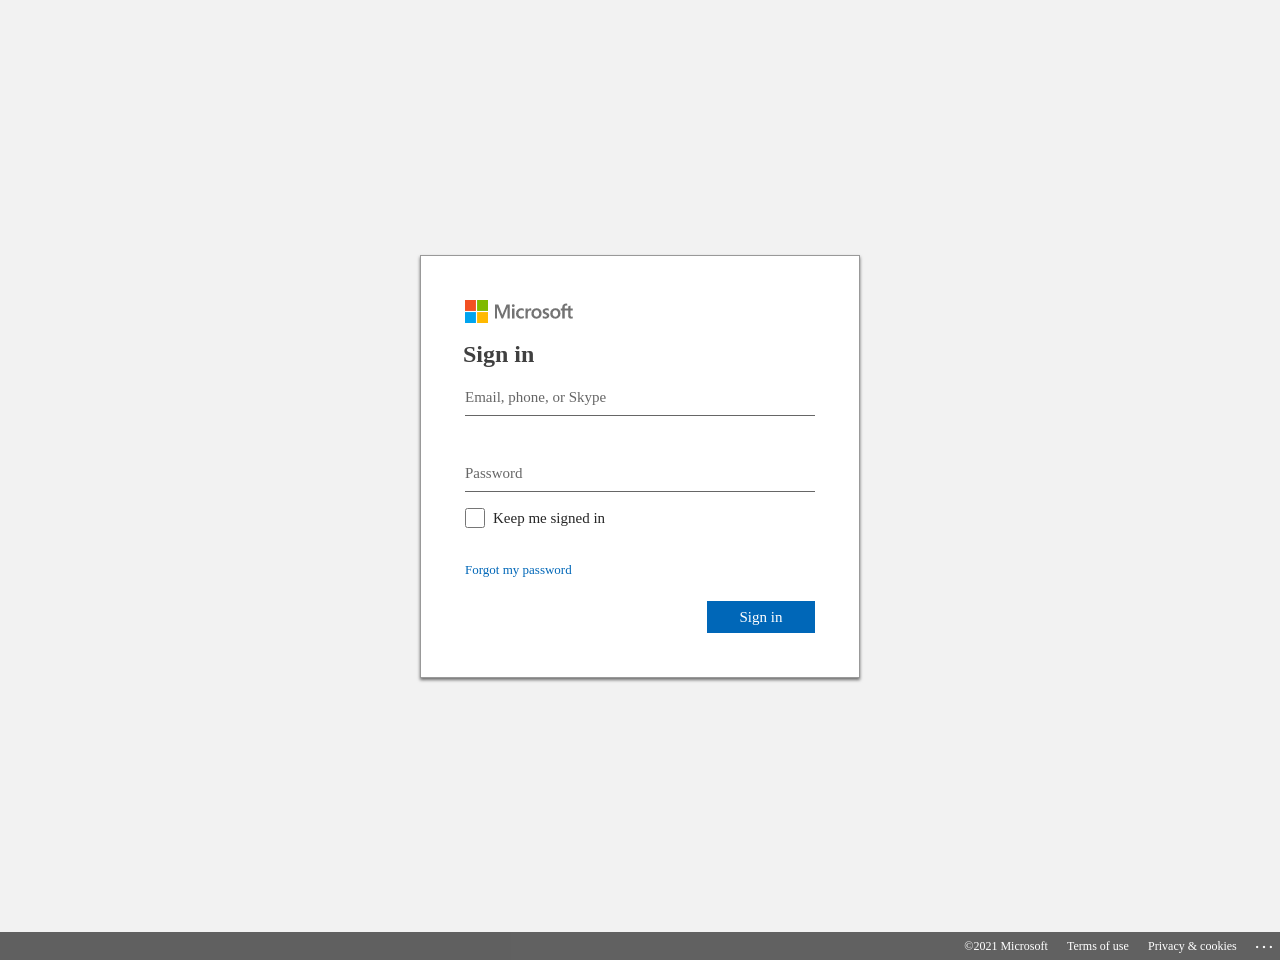 Microsoft
Sign in
Email, phone, or Skype
Password
Keep me signed in
Forgot my password
Sign in
©2021 Microsoft Terms of use Privacy & cookies ...